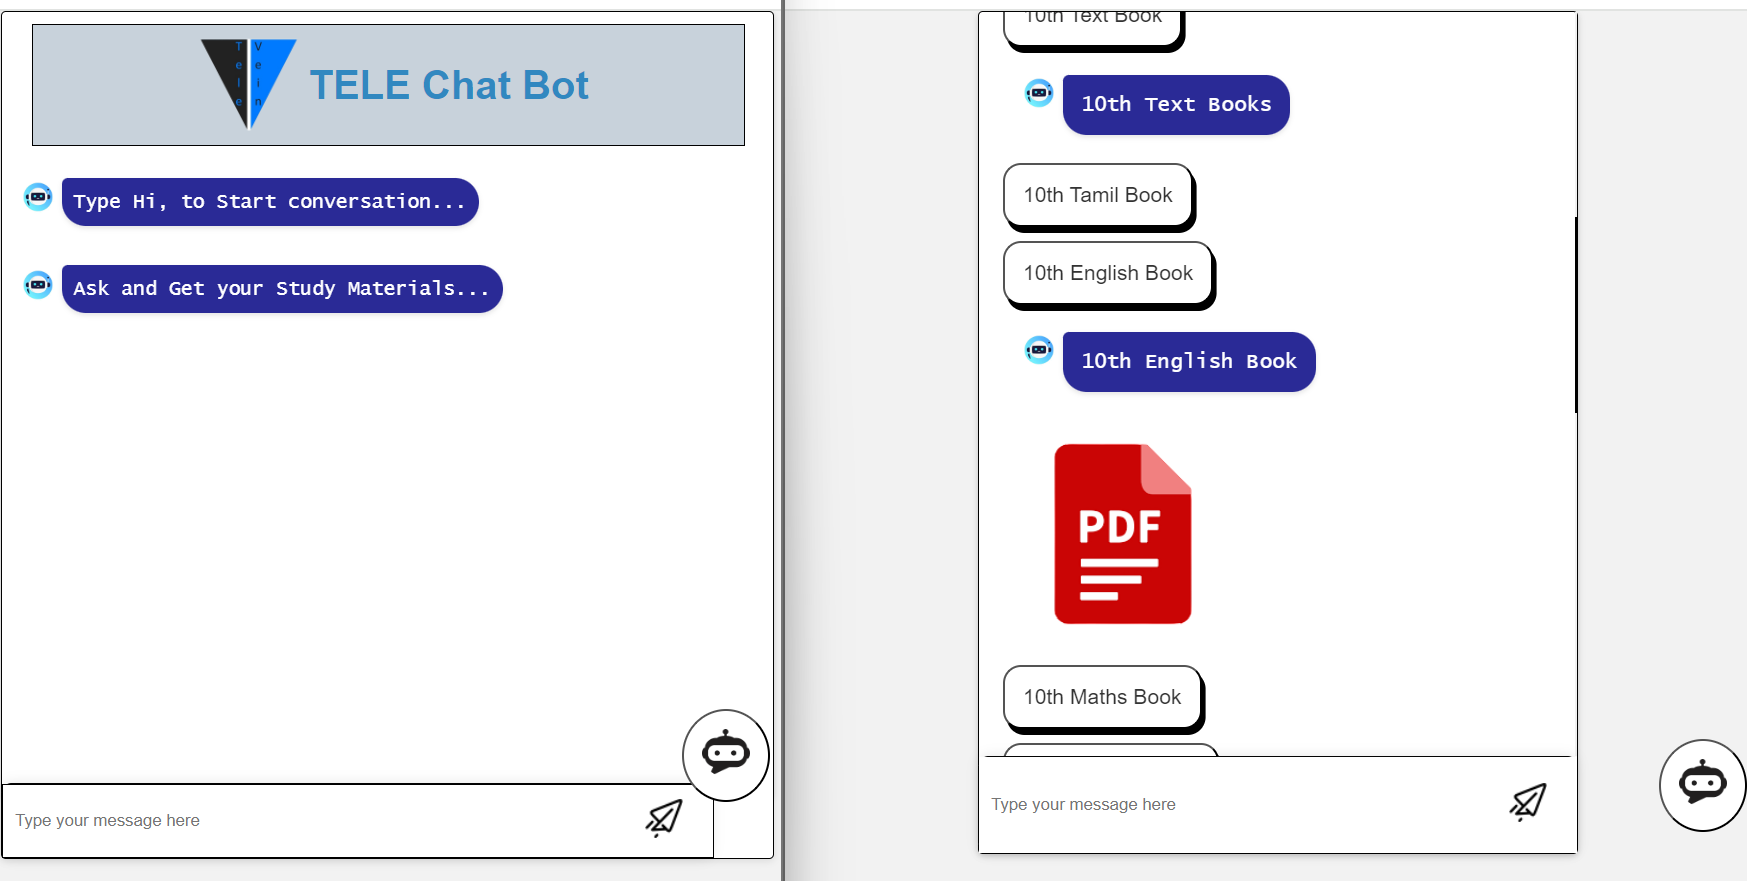 Tele Vein
TELE Chat Bot
Type Hi, to Start conversation...
Ask and Get your Study Materials...
Type your message here
10th Text Book
10th Text Books
10th Tamil Book
10th English Book
10th English Book
PDF
10th Maths Book
Type your message here